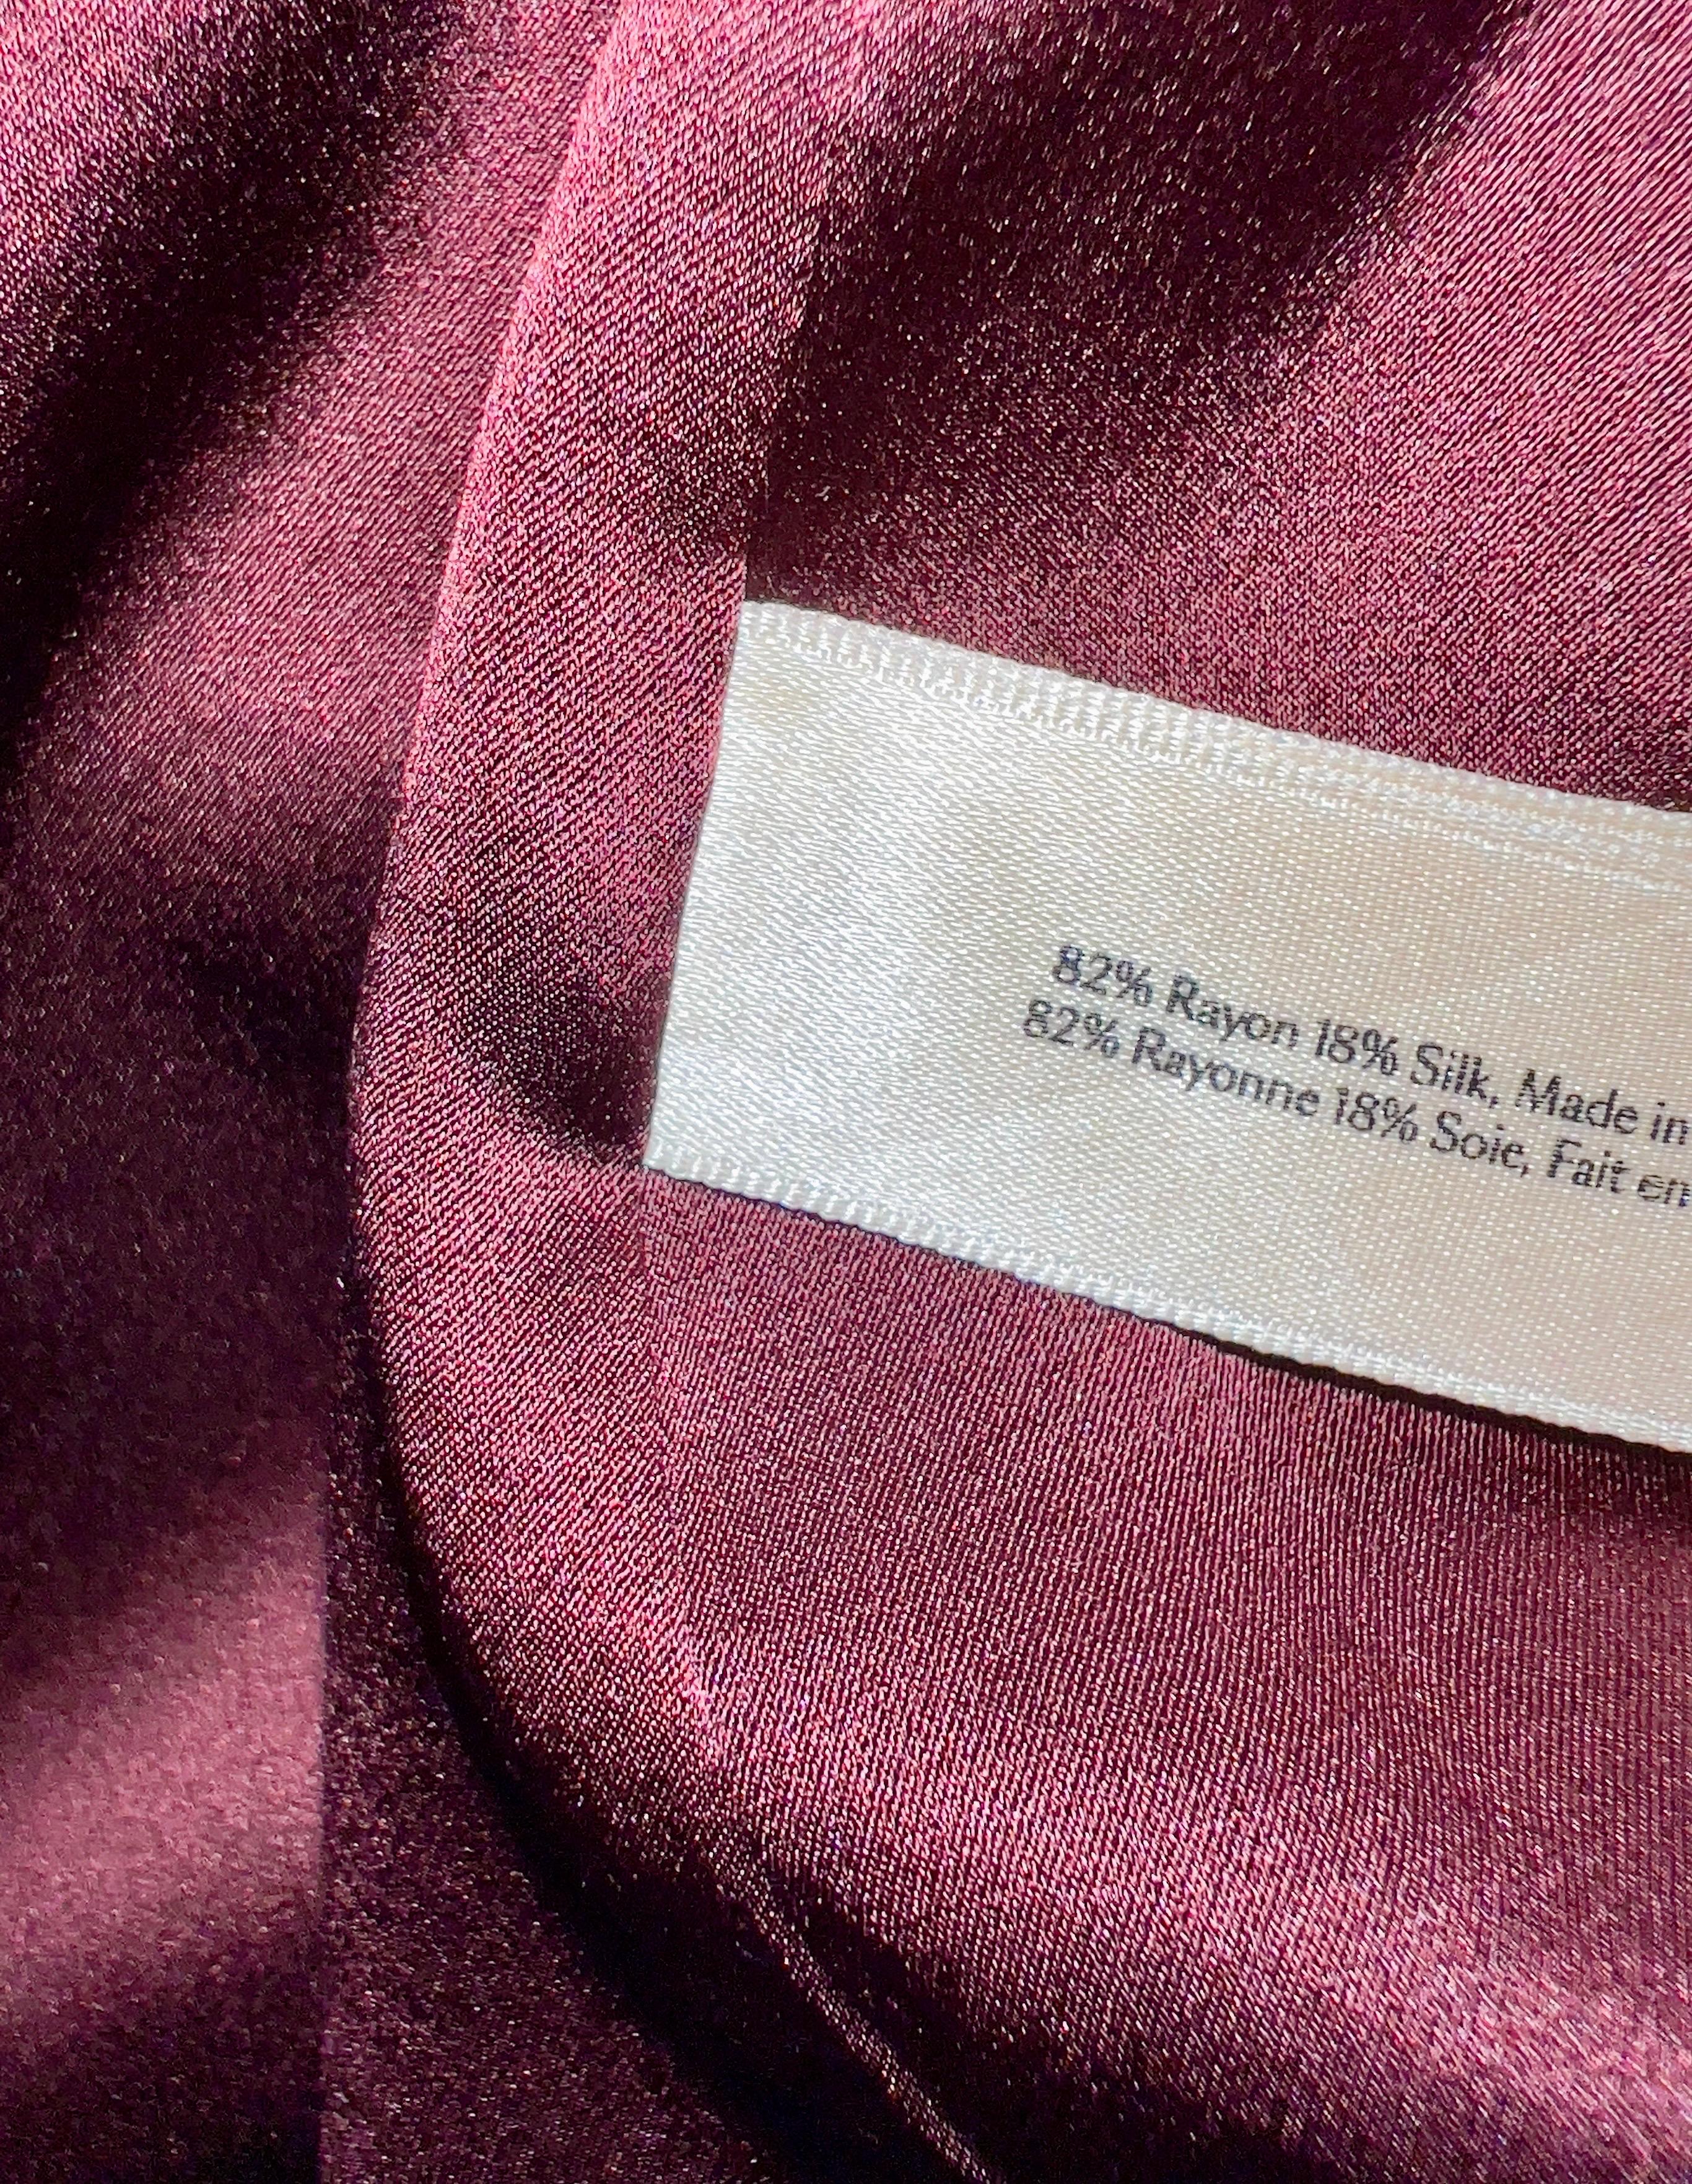 82% Rayon 18% Silk, Made in
82% Rayonne 18% Soie, Fait en